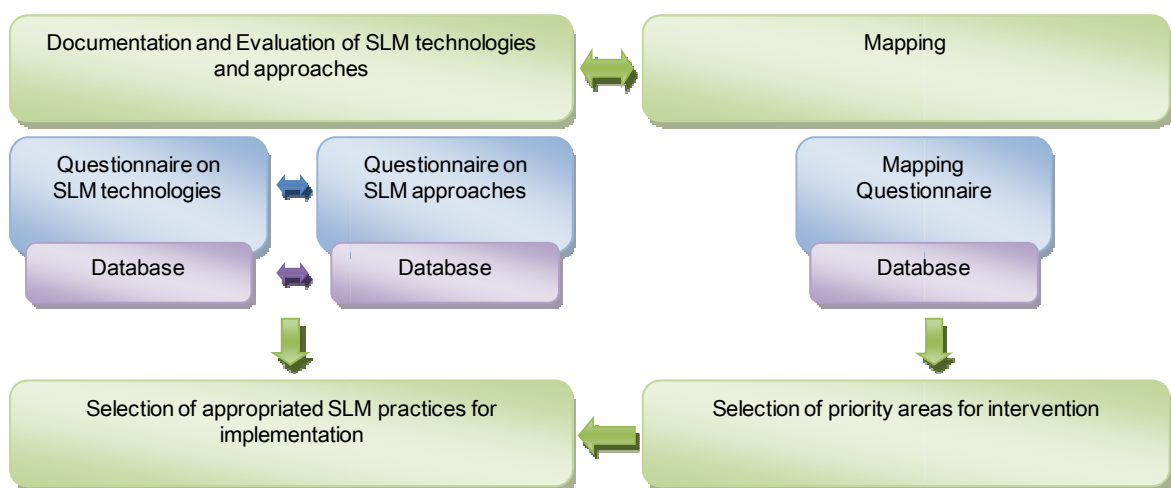 Documentation and Evaluation of SLM technologies
and approaches
Mapping
Questionnaire on
SLM technologies
Questionnaire on
SLM approaches
Mapping
Questionnaire
Database
Database
Database
Selection of appropriated SLM practices for
implementation
Selection of priority areas for intervention